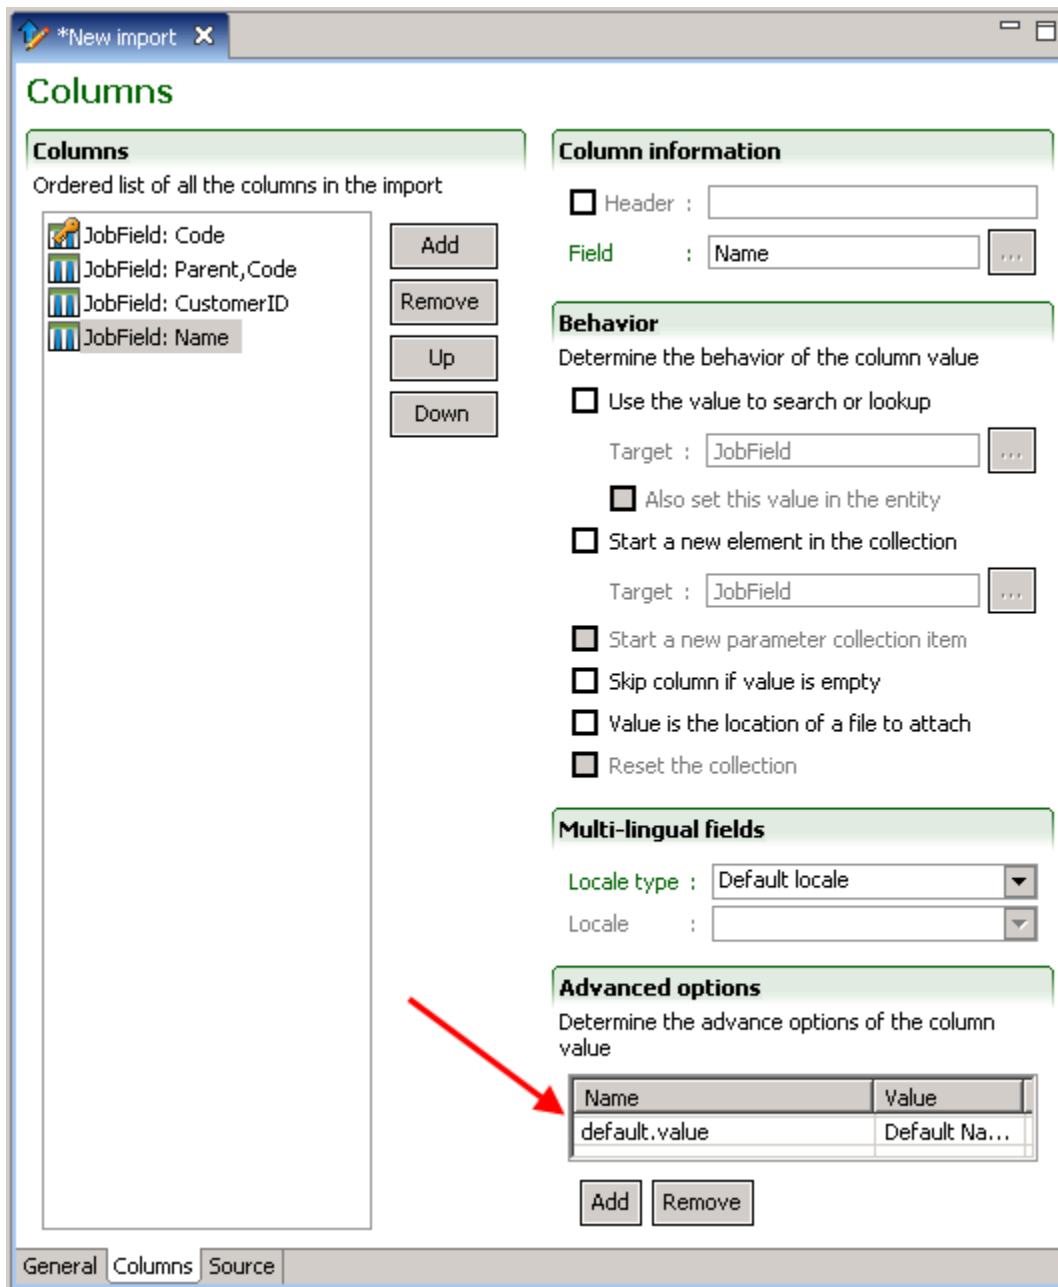 *New import
Columns
Columns
Ordered list of all the columns in the import
JobField: Code
JobField: Parent,Code
JobField: CustomerID
JobField: Name
Add
Remove
Up
Down
Column information
Header :
Field : Name ...
Behavior
Determine the behavior of the column value
Use the value to search or lookup
Target : JobField ...
Also set this value in the entity
Start a new element in the collection
Target : JobField ...
Start a new parameter collection item
Skip column if value is empty
Value is the location of a file to attach
Reset the collection
Multi-lingual fields
Locale type : Default locale
Locale :
Advanced options
Determine the advance options of the column
value
Name Value
default.value Default Na...
Add Remove
General Columns Source